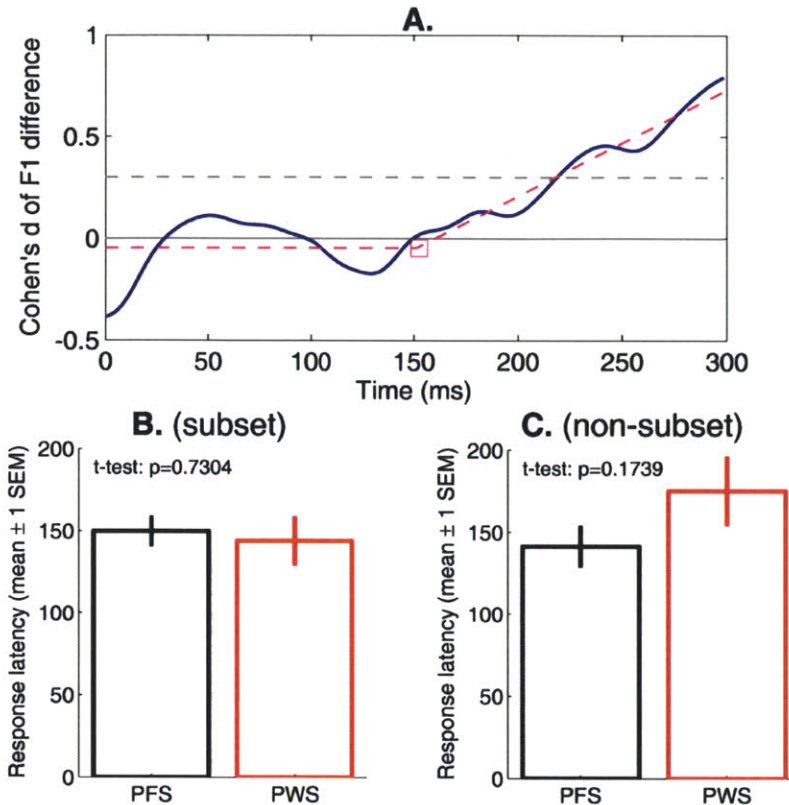 A.
Cohen's d of F1 difference
1
0.5
0
-0.5
0 50 100 150 200 250 300
Time (ms)
B. (subset)
Response latency (mean ± 1 SEM)
200
150
100
50
0
t-test: p=0.7304
PFS PWS
C. (non-subset)
Response latency (mean ± 1 SEM)
200
150
100
50
0
t-test: p=0.1739
PFS PWS